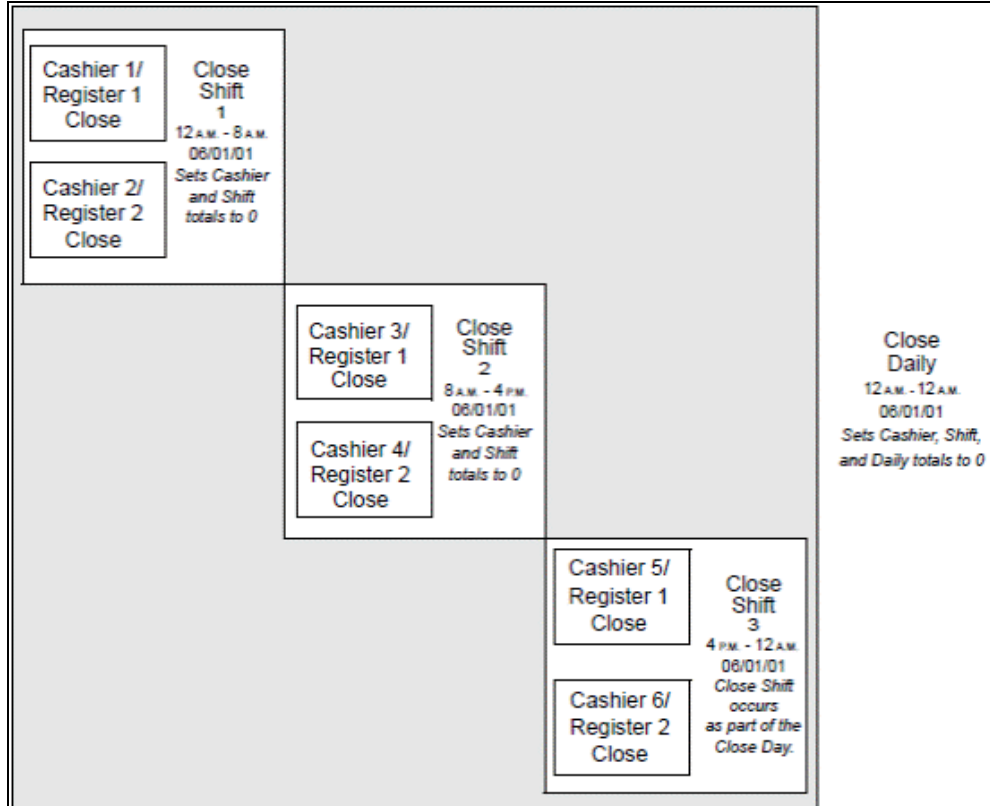 Cashier 1/
Register 1
Close
Cashier 2/
Register 2
Close
Close
Shift
1
12 A.M. - 8 A.M.
06/01/01
Sets Cashier
and Shift
totals to 0
Cashier 3/
Register 1
Close
Cashier 4/
Register 2
Close
Close
Shift
2
8 A.M. - 4 P.M.
06/01/01
Sets Cashier
and Shift
totals to 0
Cashier 5/
Register 1
Close
Cashier 6/
Register 2
Close
Close
Shift
3
4 P.M. - 12 A.M.
06/01/01
Close Shift
occurs
as part of the
Close Day.
Close
Daily
12 A.M. - 12 A.M.
06/01/01
Sets Cashier, Shift,
and Daily totals to 0